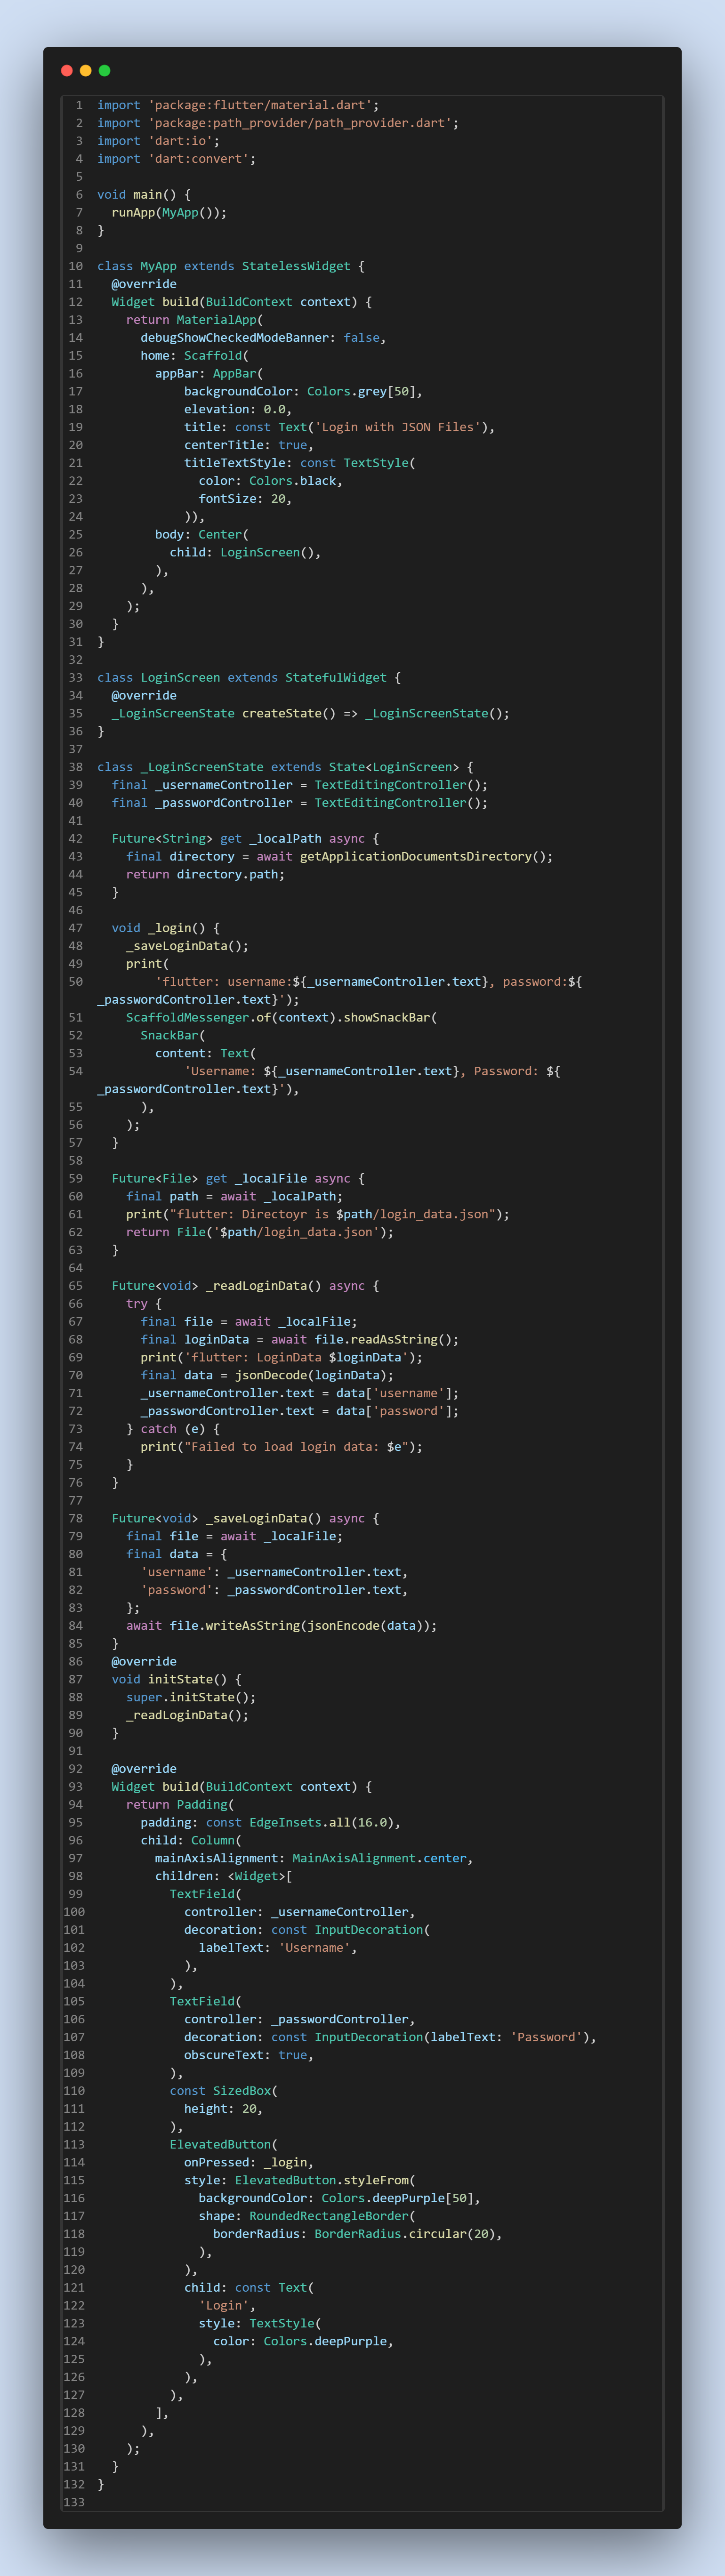 1 import 'package:flutter/material.dart';
2 import 'package:path_provider/path_provider.dart';
3 import 'dart:io';
4 import 'dart:convert';
5
6 void main() {
7   runApp(MyApp());
8 }
9
10 class MyApp extends StatelessWidget {
11   @override
12   Widget build(BuildContext context) {
13     return MaterialApp(
14       debugShowCheckedModeBanner: false,
15       home: Scaffold(
16         appBar: AppBar(
17             backgroundColor: Colors.grey[50],
18             elevation: 0.0,
19             title: const Text('Login with JSON Files'),
20             centerTitle: true,
21             titleTextStyle: const TextStyle(
22               color: Colors.black,
23               fontSize: 20,
24             )),
25         body: Center(
26           child: LoginScreen(),
27         ),
28       ),
29     );
30   }
31 }
32
33 class LoginScreen extends StatefulWidget {
34   @override
35   _LoginScreenState createState() => _LoginScreenState();
36 }
37
38 class _LoginScreenState extends State<LoginScreen> {
39   final _usernameController = TextEditingController();
40   final _passwordController = TextEditingController();
41
42   Future<String> get _localPath async {
43     final directory = await getApplicationDocumentsDirectory();
44     return directory.path;
45   }
46
47   void _login() {
48     _saveLoginData();
49     print(
50         'flutter: username:${_usernameController.text}, password:${
_passwordController.text}');
51     ScaffoldMessenger.of(context).showSnackBar(
52       SnackBar(
53         content: Text(
54             'Username: ${_usernameController.text}, Password: ${
_passwordController.text}'),
55       ),
56     );
57   }
58
59   Future<File> get _localFile async {
60     final path = await _localPath;
61     print("flutter: Directoyr is $path/login_data.json");
62     return File('$path/login_data.json');
63   }
64
65   Future<void> _readLoginData() async {
66     try {
67       final file = await _localFile;
68       final loginData = await file.readAsString();
69       print('flutter: LoginData $loginData');
70       final data = jsonDecode(loginData);
71       _usernameController.text = data['username'];
72       _passwordController.text = data['password'];
73     } catch (e) {
74       print("Failed to load login data: $e");
75     }
76   }
77
78   Future<void> _saveLoginData() async {
79     final file = await _localFile;
80     final data = {
81       'username': _usernameController.text,
82       'password': _passwordController.text,
83     };
84     await file.writeAsString(jsonEncode(data));
85   }
86   @override
87   void initState() {
88     super.initState();
89     _readLoginData();
90   }
91
92   @override
93   Widget build(BuildContext context) {
94     return Padding(
95       padding: const EdgeInsets.all(16.0),
96       child: Column(
97         mainAxisAlignment: MainAxisAlignment.center,
98         children: <Widget>[
99           TextField(
100             controller: _usernameController,
101             decoration: const InputDecoration(
102               labelText: 'Username',
103             ),
104           ),
105           TextField(
106             controller: _passwordController,
107             decoration: const InputDecoration(labelText: 'Password'),
108             obscureText: true,
109           ),
110           const SizedBox(
111             height: 20,
112           ),
113           ElevatedButton(
114             onPressed: _login,
115             style: ElevatedButton.styleFrom(
116               backgroundColor: Colors.deepPurple[50],
117               shape: RoundedRectangleBorder(
118                 borderRadius: BorderRadius.circular(20),
119               ),
120             ),
121             child: const Text(
122               'Login',
123               style: TextStyle(
124                 color: Colors.deepPurple,
125               ),
126             ),
127           ),
128         ],
129       ),
130     );
131   }
132 }
133